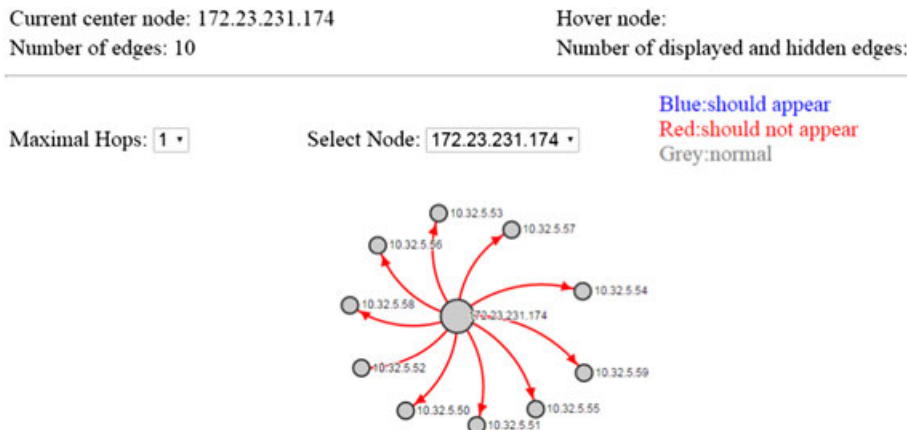 Current center node: 172.23.231.174
Hover node:
Number of edges: 10
Number of displayed and hidden edges:
Blue:should appear
Maximal Hops: 1
Select Node: 172.23.231.174
Red:should not appear
Grey:normal
10.32.5.53
10.32.5.57
10.32.5.56
10.32.5.54
10.32.5.58
172.23.231.174
10.32.5.52
10.32.5.59
10.32.5.50
10.32.5.55
10.32.5.51